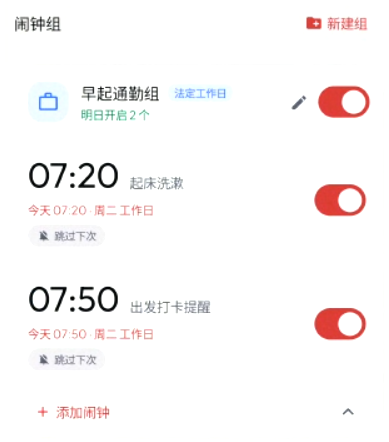 闹钟组
新建组
早起通勤组 法定工作日
明日开启 2 个
07:20 起床洗漱
今天 07:20 · 周二 工作日
跳过下次
07:50 出发打卡提醒
今天 07:50 · 周二 工作日
跳过下次
+ 添加闹钟